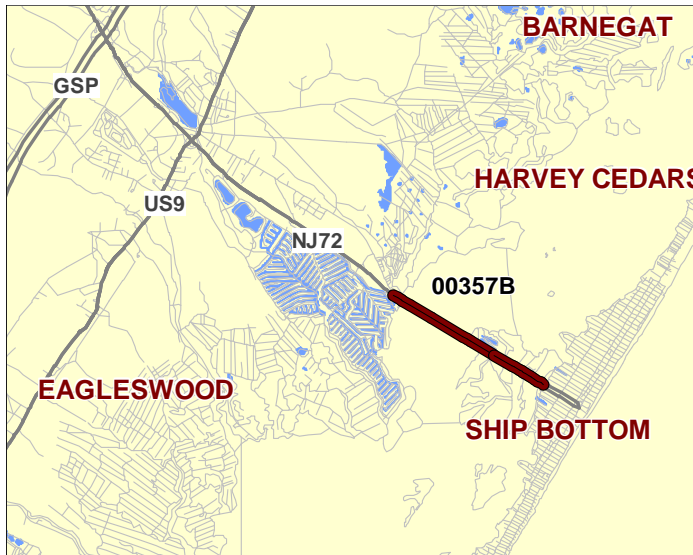 BARNEGAT
GSP
HARVEY CEDARS
US9
NJ72
00357B
EAGLESWOOD
SHIP BOTTOM